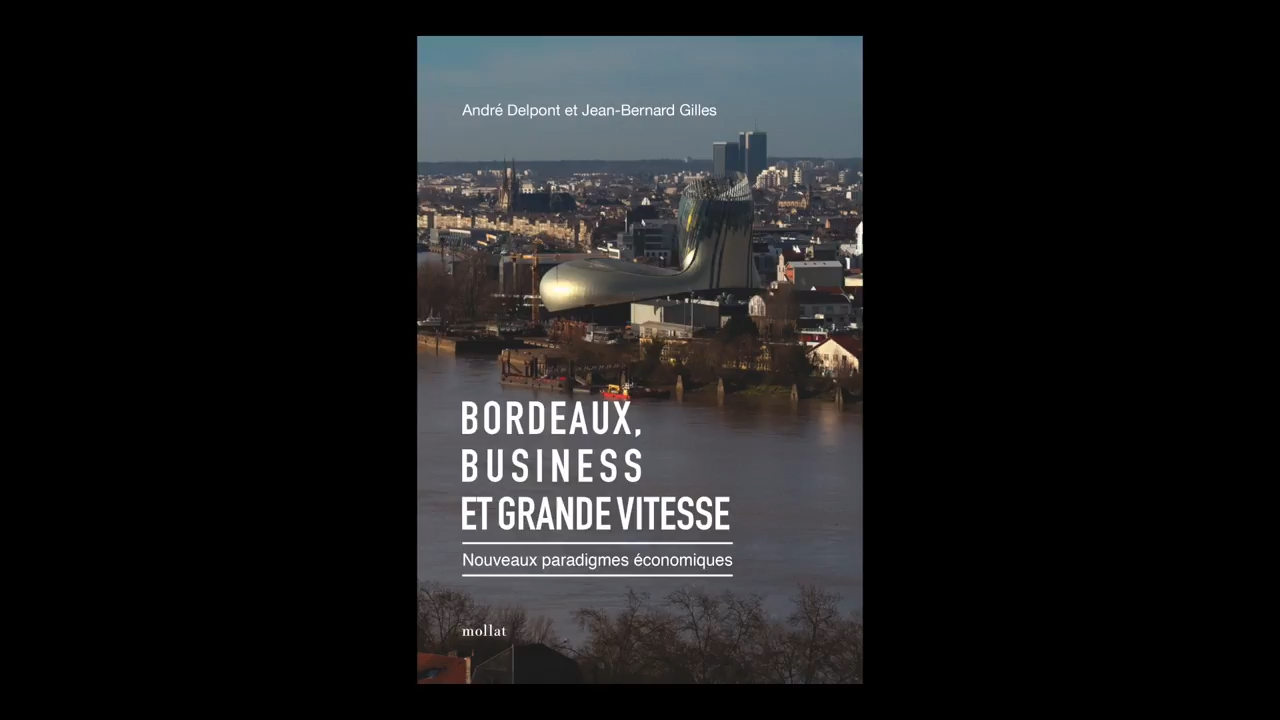 André Delpont et Jean-Bernard Gilles
BORDEAUX,
BUSINESS
ET GRANDE VITESSE
Nouveaux paradigmes économiques
mollat